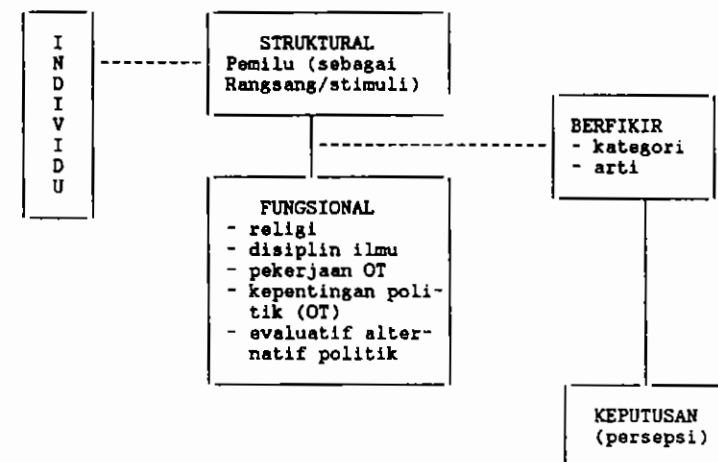 I
N
D
I
V
I
D
U
STRUKTURAL
Pemilu (sebagai
Rangsang/stimuli)
BERFIKIR
- kategori
- arti
FUNGSIONAL
- religi
- disiplin ilmu
- pekerjaan OT
- kepentingan poli-
tik (OT)
- evaluatif alter-
natif politik
KEPUTUSAN
(persepsi)